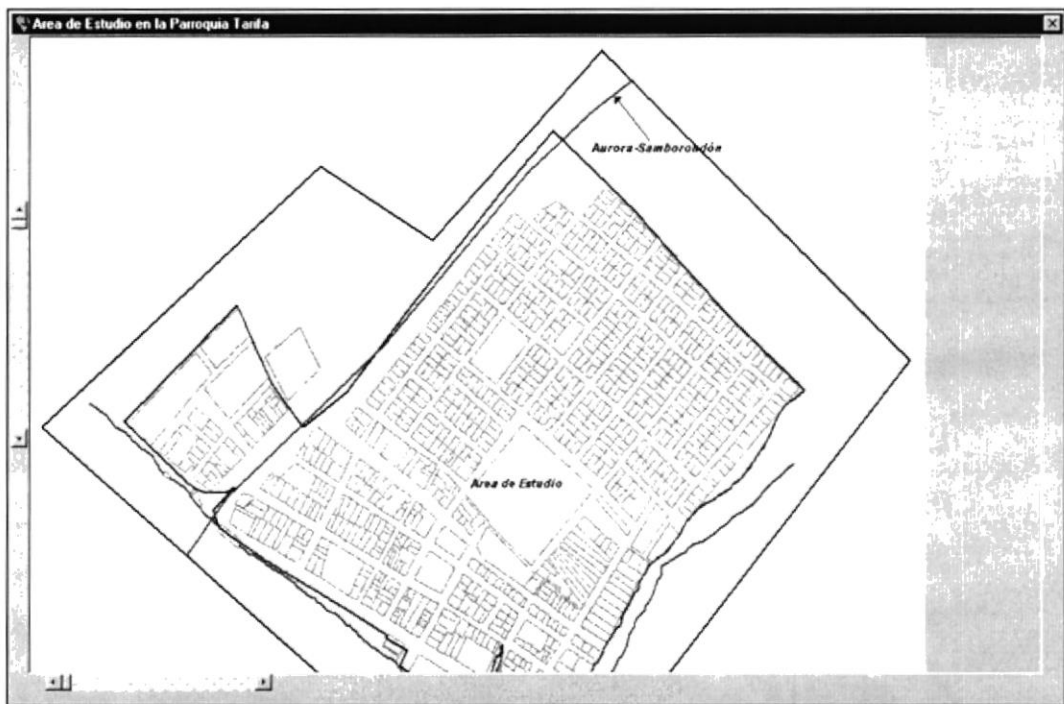 Area de Estudio en la Parroquia Tarifa
Aurora-Samborondón
Area de Estudio